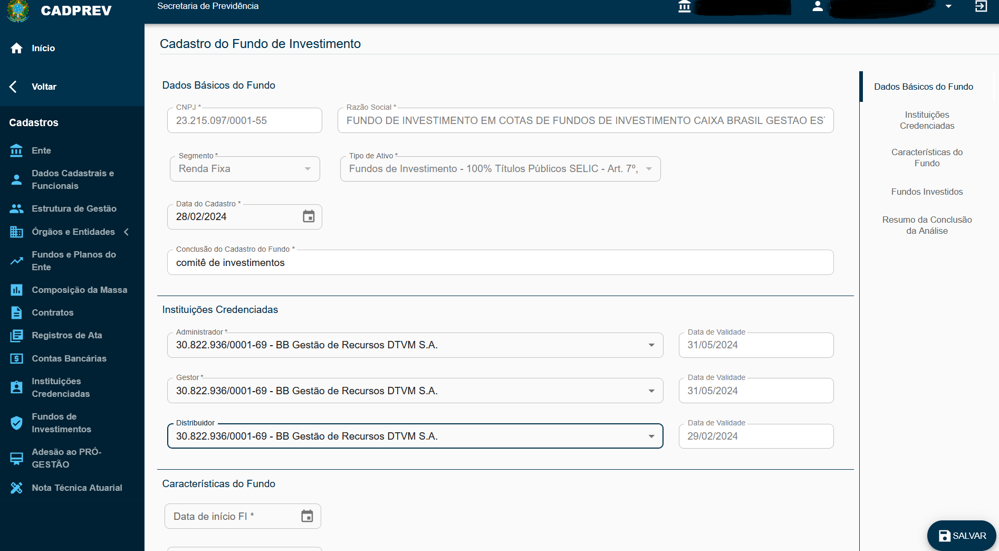 CADPREV
Secretaria de Previdência
Início
Voltar
Cadastros
Ente
Dados Cadastrais e
Funcionais
Estrutura de Gestão
Órgãos e Entidades
Fundos e Planos do
Ente
Composição da Massa
Contratos
Registros de Ata
Contas Bancárias
Instituições
Credenciadas
Fundos de
Investimentos
Adesão ao PRÓ-
GESTÃO
Nota Técnica Atuarial
Cadastro do Fundo de Investimento
Dados Básicos do Fundo
CNPJ *
23.215.097/0001-55
Razão Social *
FUNDO DE INVESTIMENTO EM COTAS DE FUNDOS DE INVESTIMENTO CAIXA BRASIL GESTAO EST
Segmento *
Renda Fixa
Tipo de Ativo *
Fundos de Investimento - 100% Títulos Públicos SELIC - Art. 7º,
Data do Cadastro *
28/02/2024
Conclusão do Cadastro do Fundo *
comitê de investimentos
Instituições Credenciadas
Administrador *
30.822.936/0001-69 - BB Gestão de Recursos DTVM S.A.
Data de Validade
31/05/2024
Gestor *
30.822.936/0001-69 - BB Gestão de Recursos DTVM S.A.
Data de Validade
31/05/2024
Distribuidor
30.822.936/0001-69 - BB Gestão de Recursos DTVM S.A.
Data de Validade
29/02/2024
Características do Fundo
Data de início FI *
Dados Básicos do Fundo
Instituições
Credenciadas
Características do
Fundo
Fundos Investidos
Resumo da Conclusão
da Análise
SALVAR